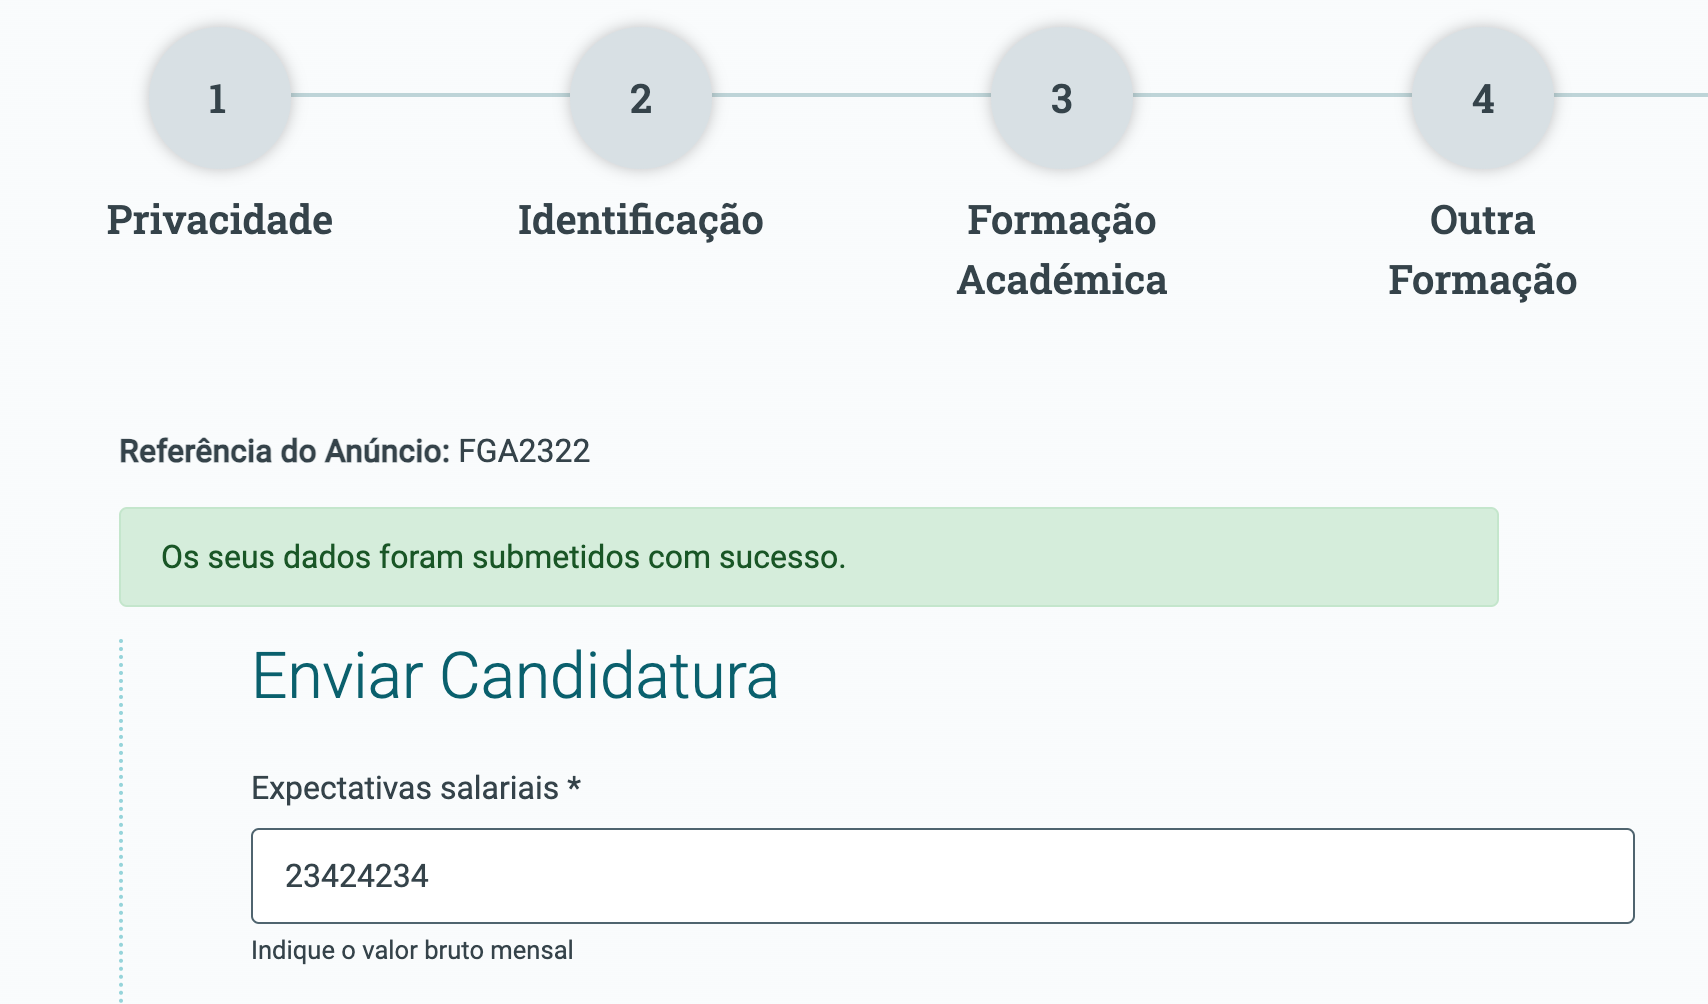 1
2
3
4
Privacidade
Identificação
Formação
Académica
Outra
Formação
Referência do Anúncio: FGA2322
Os seus dados foram submetidos com sucesso.
Enviar Candidatura
Expectativas salariais *
23424234
Indique o valor bruto mensal